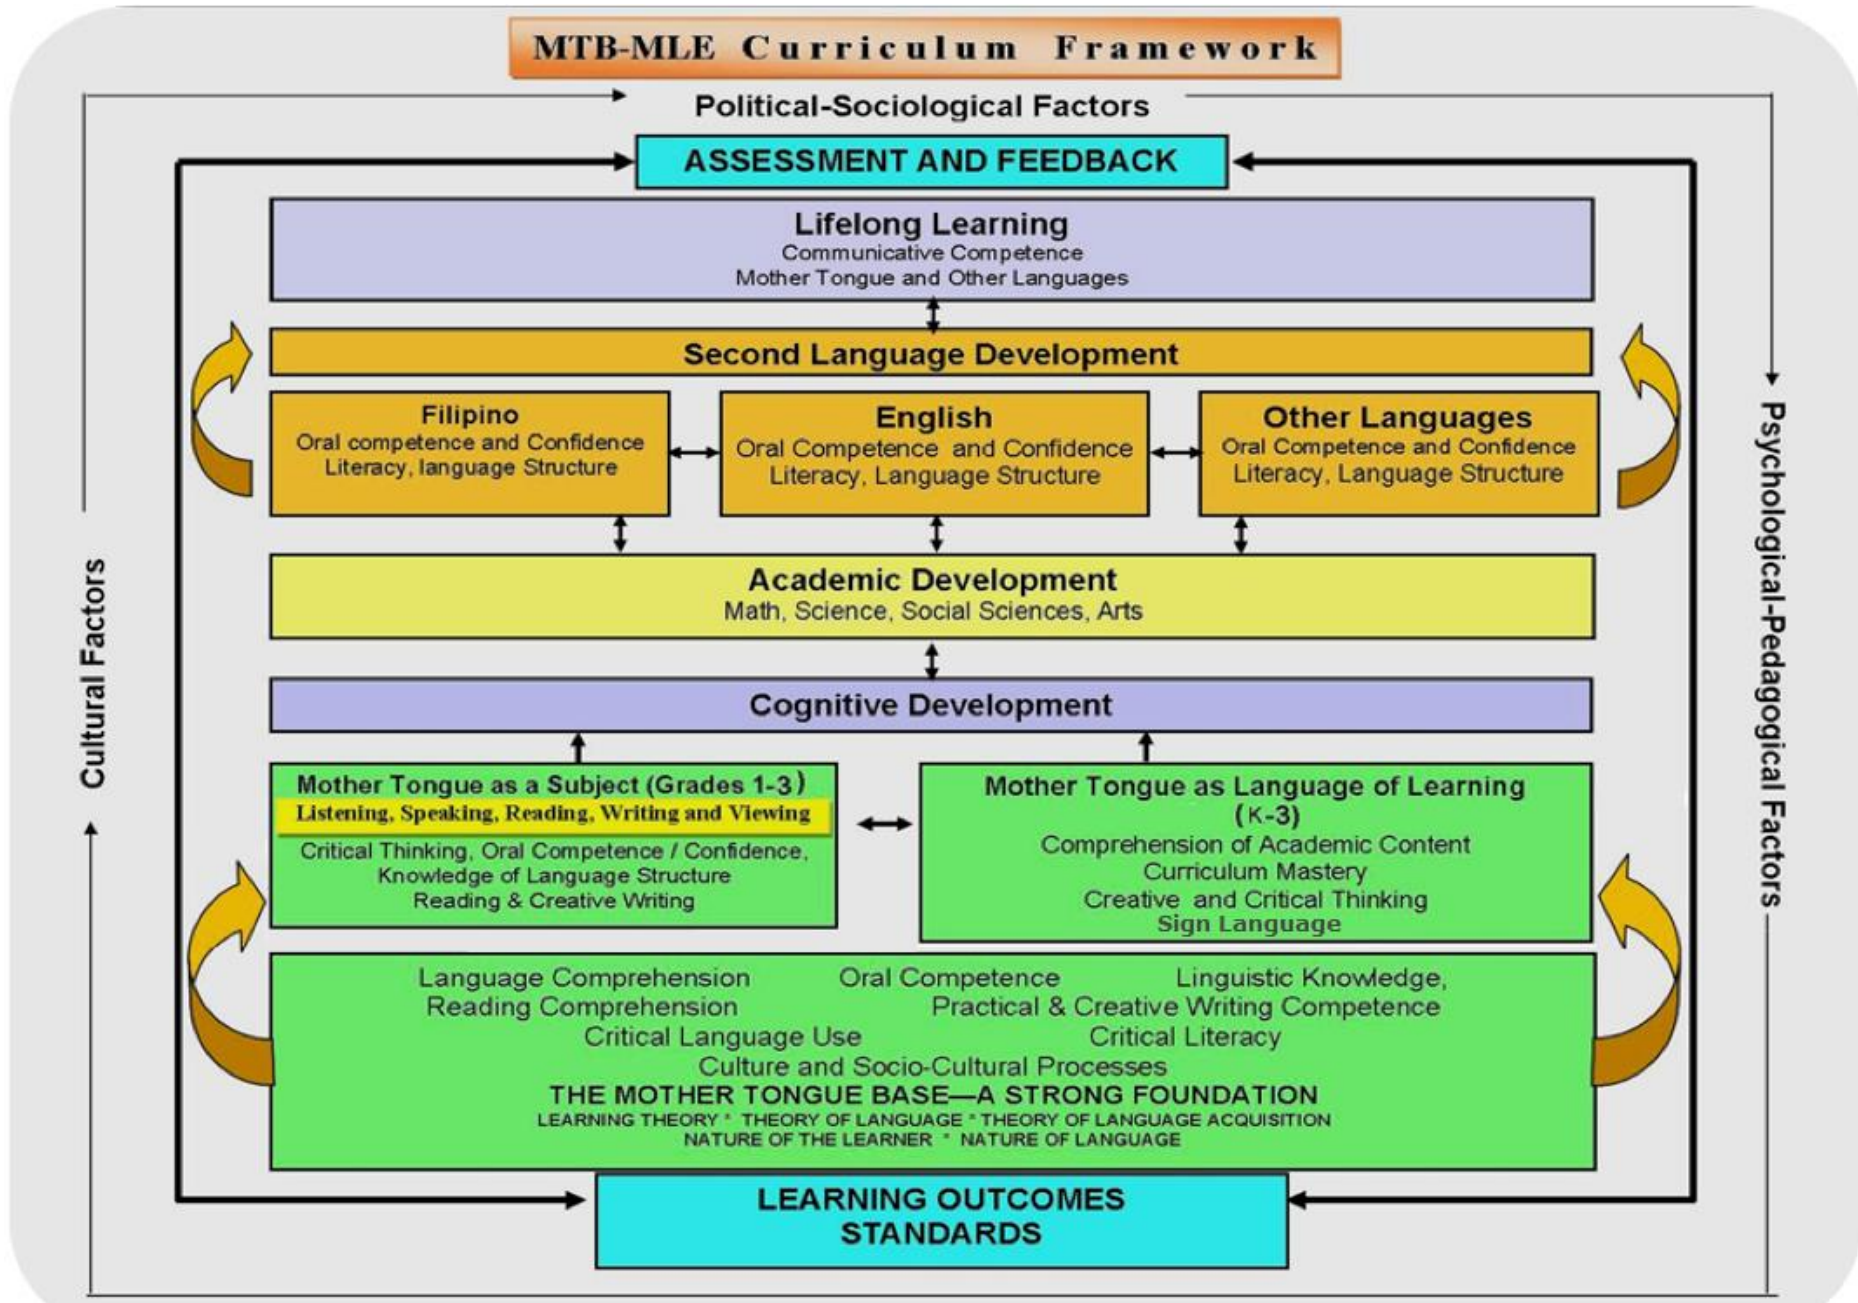 MTB-MLE Curriculum Framework
Political-Sociological Factors
ASSESSMENT AND FEEDBACK
Lifelong Learning
Communicative Competence
Mother Tongue and Other Languages
Second Language Development
Filipino
Oral competence and Confidence
Literacy, language Structure
English
Oral Competence and Confidence
Literacy, Language Structure
Other Languages
Oral Competence and Confidence
Literacy, Language Structure
Academic Development
Math, Science, Social Sciences, Arts
Cognitive Development
Mother Tongue as a Subject (Grades 1-3)
Listening, Speaking, Reading, Writing and Viewing
Critical Thinking, Oral Competence / Confidence,
Knowledge of Language Structure
Reading & Creative Writing
Mother Tongue as Language of Learning
(K-3)
Comprehension of Academic Content
Curriculum Mastery
Creative and Critical Thinking
Sign Language
Language Comprehension Oral Competence Linguistic Knowledge,
Reading Comprehension Practical & Creative Writing Competence
Critical Language Use Critical Literacy
Culture and Socio-Cultural Processes
THE MOTHER TONGUE BASE—A STRONG FOUNDATION
LEARNING THEORY * THEORY OF LANGUAGE * THEORY OF LANGUAGE ACQUISITION
NATURE OF THE LEARNER * NATURE OF LANGUAGE
LEARNING OUTCOMES
STANDARDS
Cultural Factors
Psychological-Pedagogical Factors